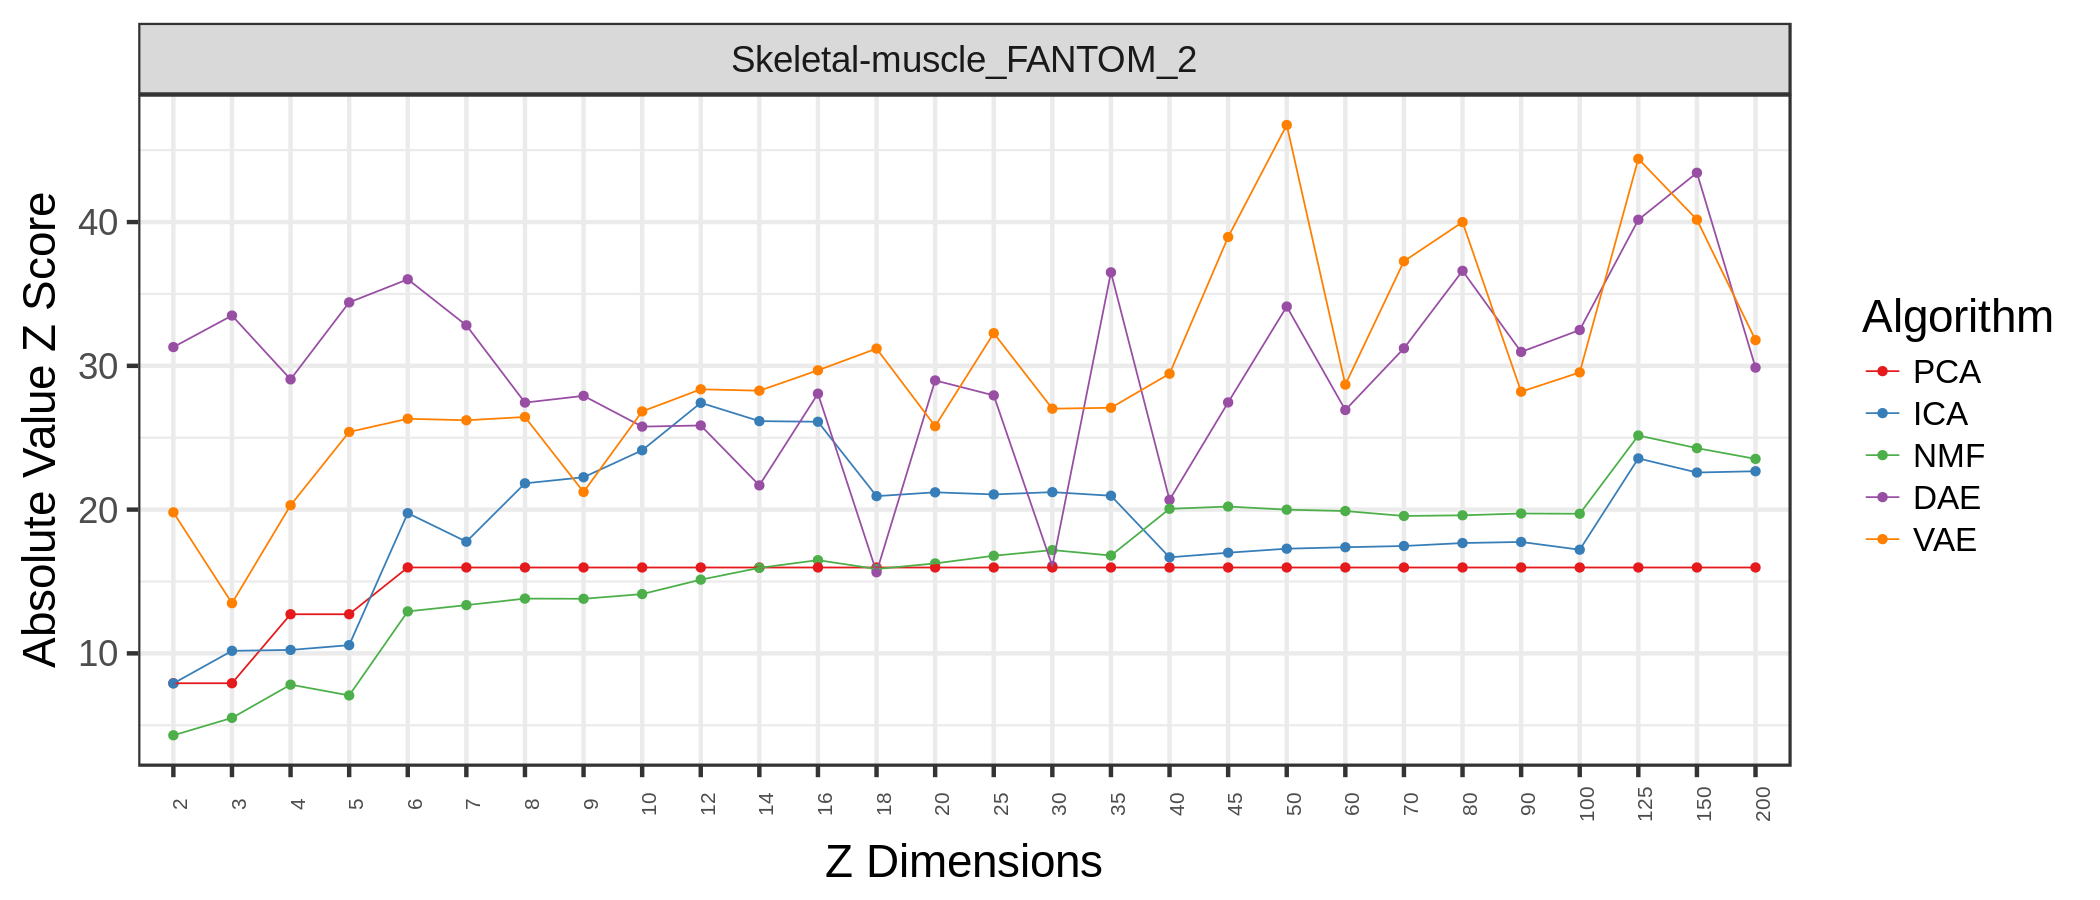 Skeletal-muscle_FANTOM_2
Absolute Value Z Score
40
30
20
10
2 3 4 5 6 7 8 9 10 12 14 16 18 20 25 30 35 40 45 50 60 70 80 90 100 125 150 200
Z Dimensions
Algorithm
PCA
ICA
NMF
DAE
VAE